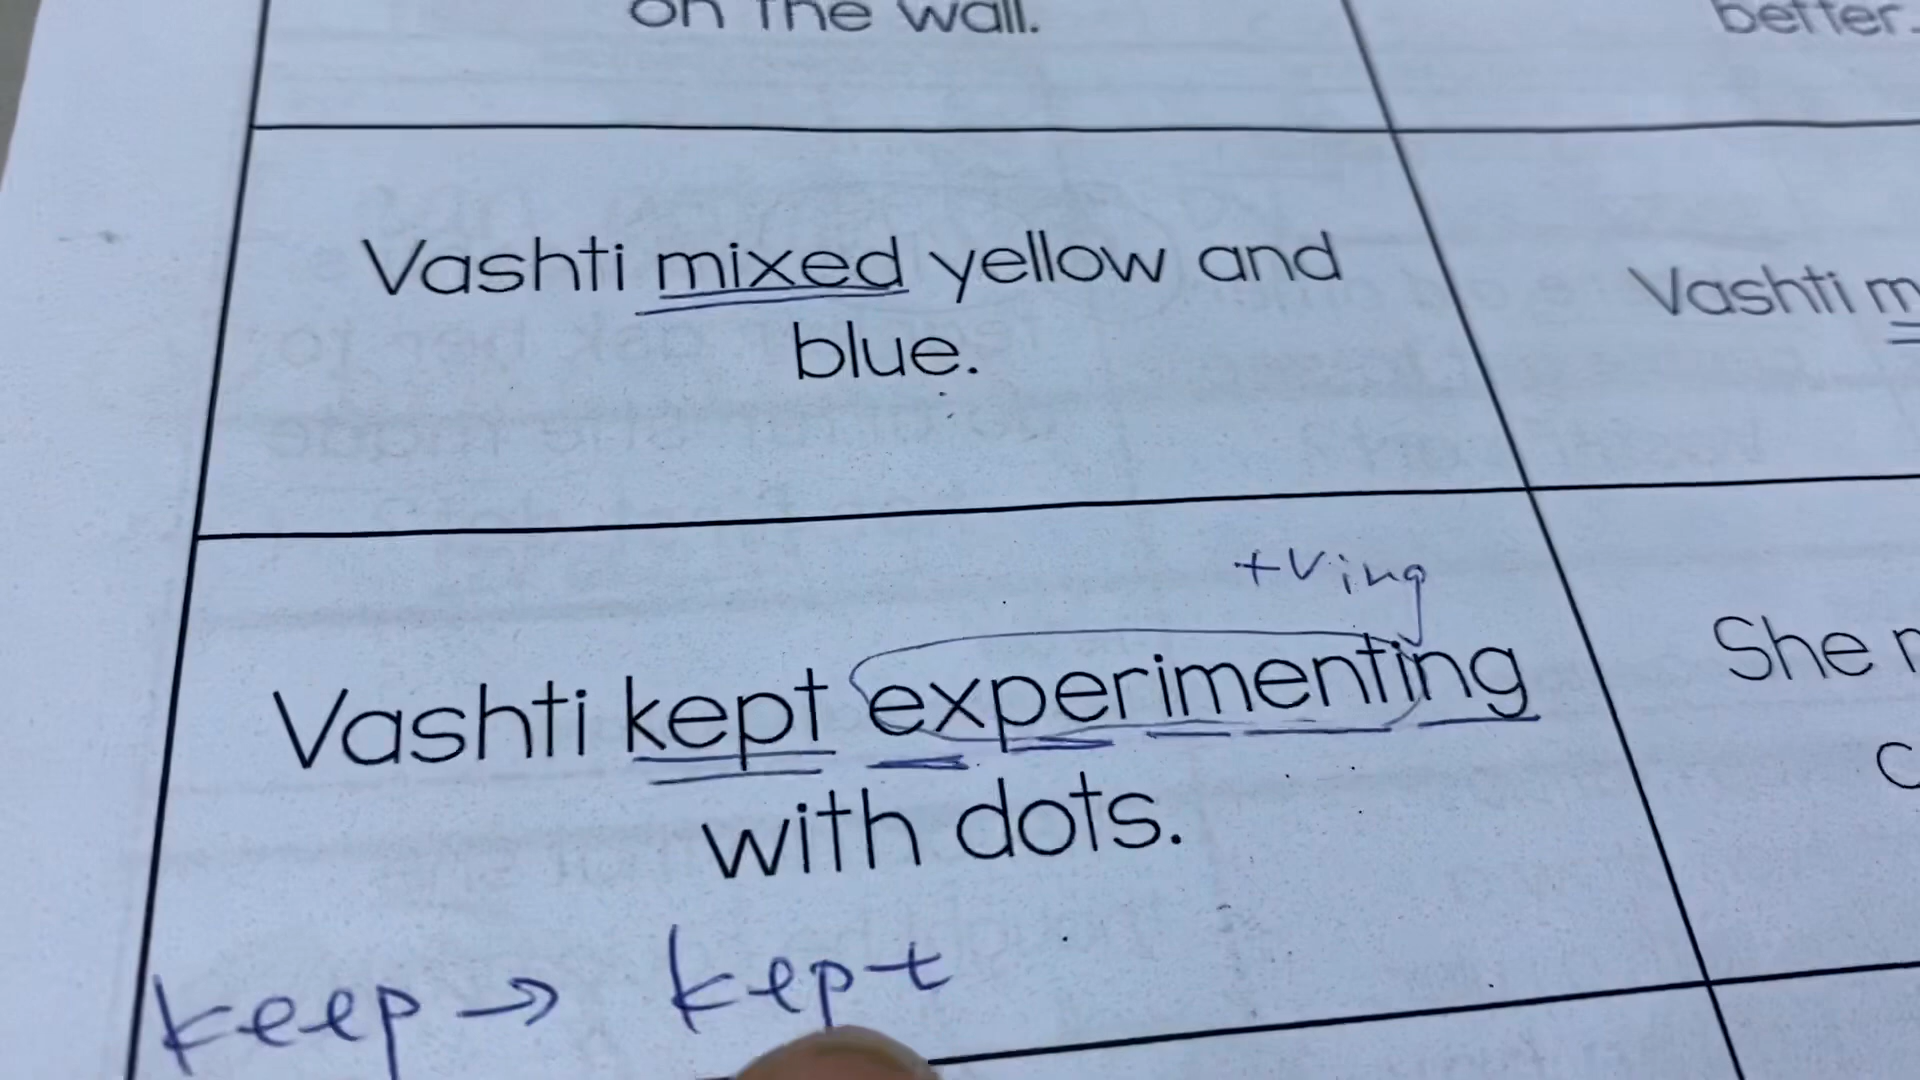 on the wall.
better.
Vashti mixed yellow and
blue.
Vashti m
+Ving
Vashti kept experimenting
with dots.
She
keep → kept